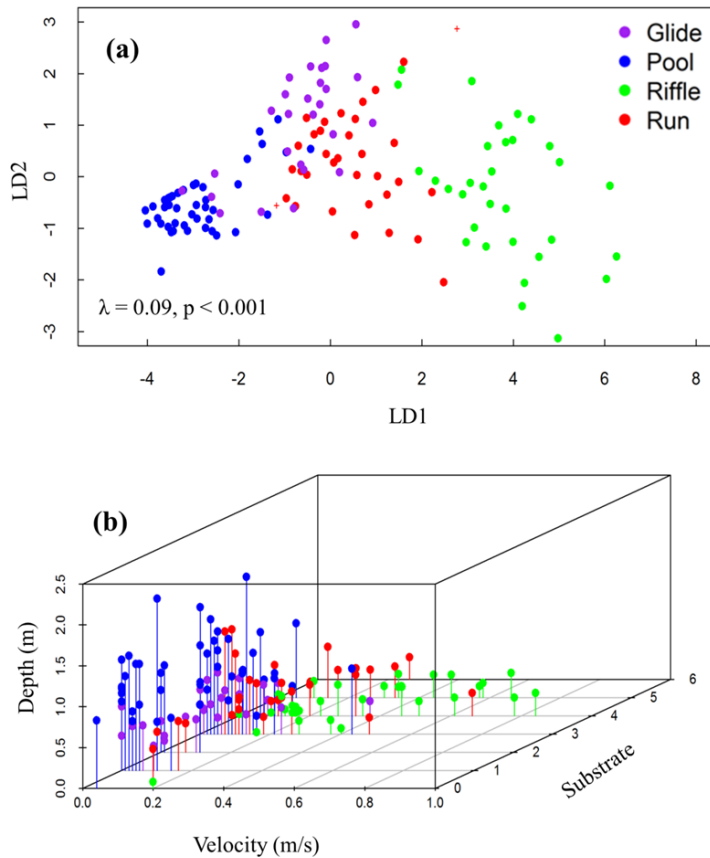 (a)
Glide
Pool
Riffle
Run
3
2
1
0
-1
-2
-3
LD2
λ = 0.09, p < 0.001
-4 -2 0 2 4 6 8
LD1
(b)
2.5
2.0
1.5
1.0
0.5
0.0
Depth (m)
0.0 0.2 0.4 0.6 0.8 1.0
Velocity (m/s)
0 1 2 3 4 5 6
Substrate